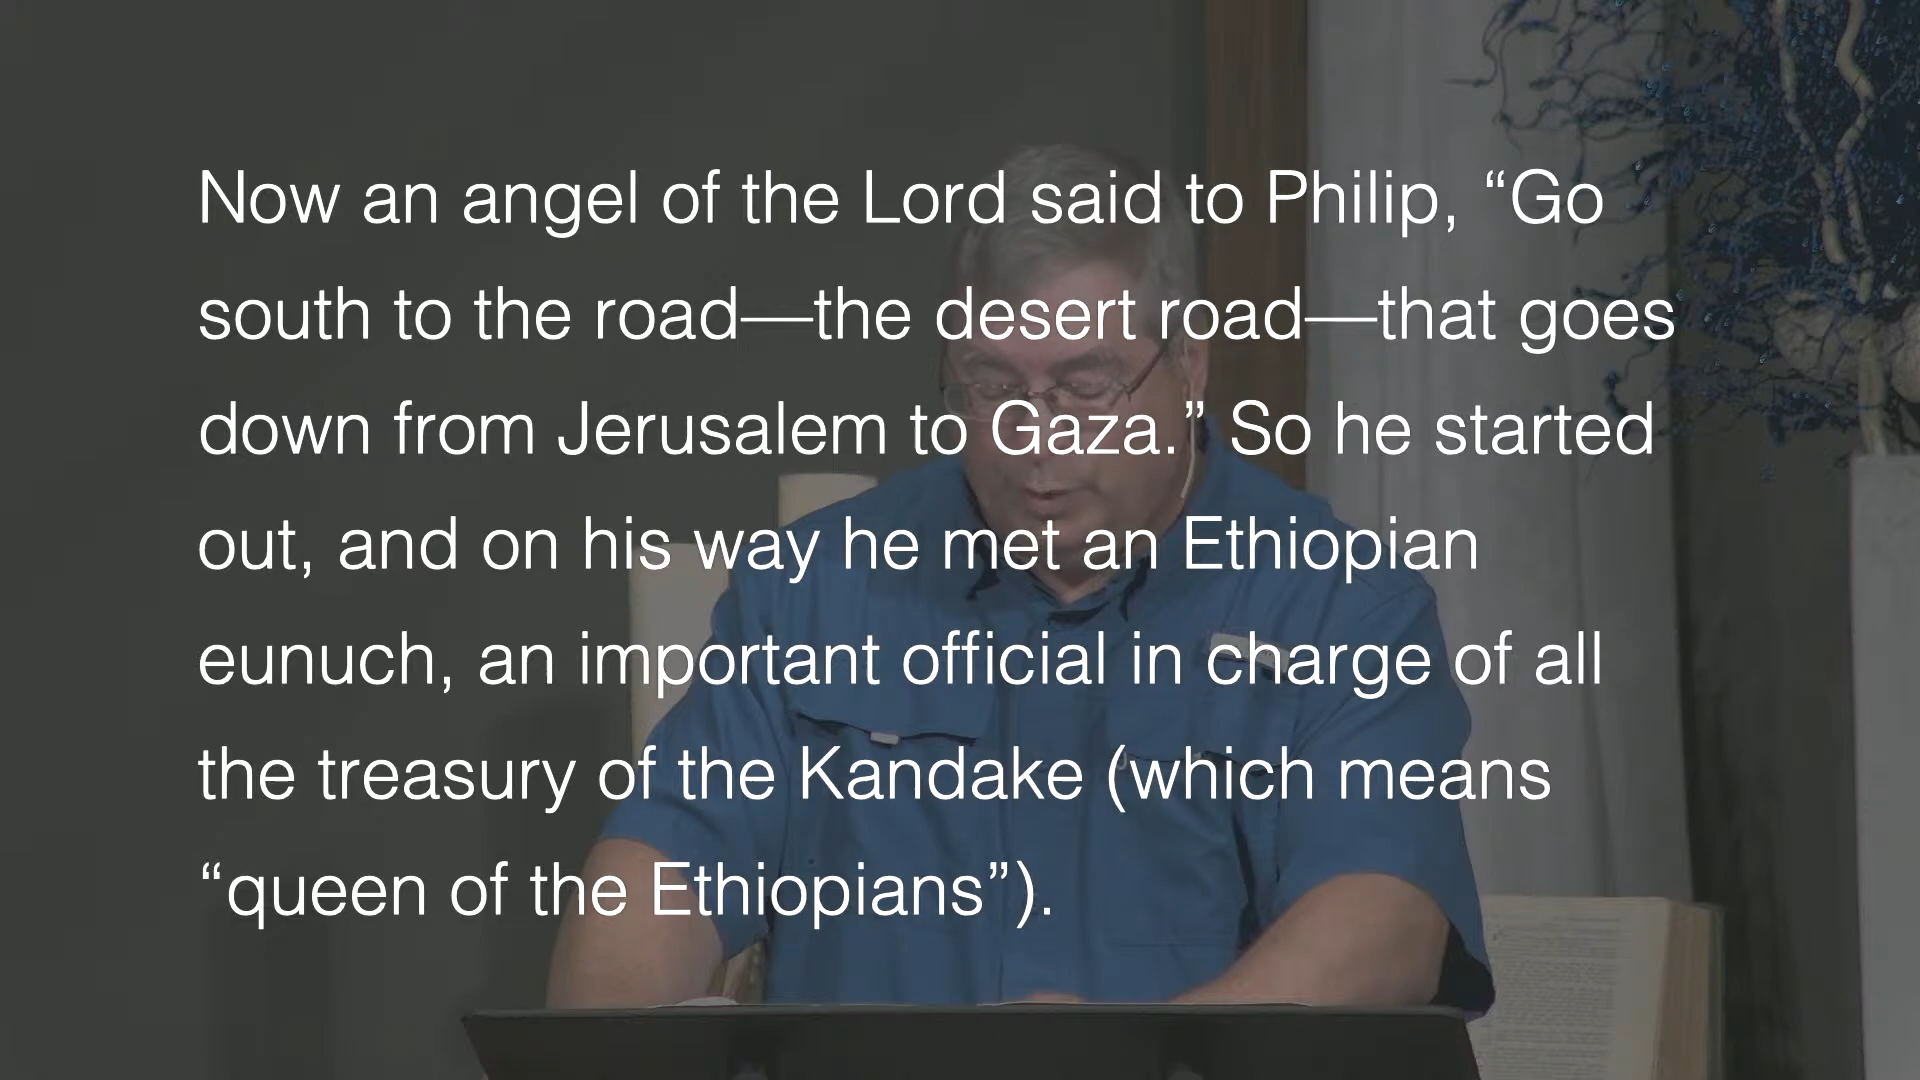 Now an angel of the Lord said to Philip, “Go
south to the road—the desert road—that goes
down from Jerusalem to Gaza.” So he started
out, and on his way he met an Ethiopian
eunuch, an important official in charge of all
the treasury of the Kandake (which means
“queen of the Ethiopians”).